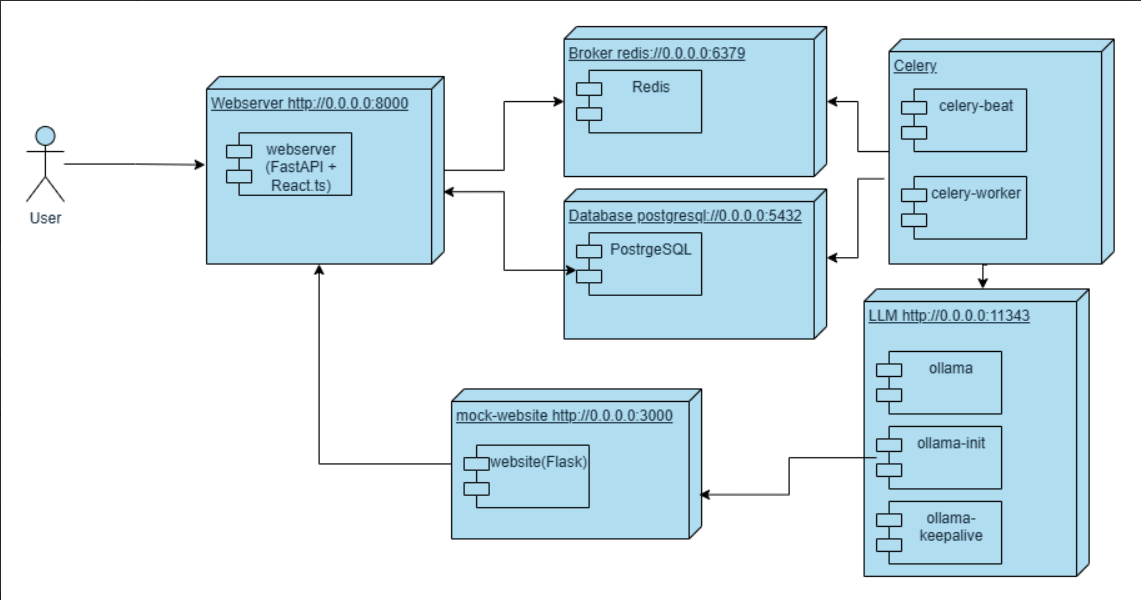 User
Webserver http://0.0.0.0:8000
webserver
(FastAPI +
React.ts)
Broker redis://0.0.0.0:6379
Redis
Database postgresql://0.0.0.0:5432
PostrgeSQL
Celery
celery-beat
celery-worker
LLM http://0.0.0.0:11343
ollama
ollama-init
ollama-
keepalive
mock-website http://0.0.0.0:3000
website(Flask)